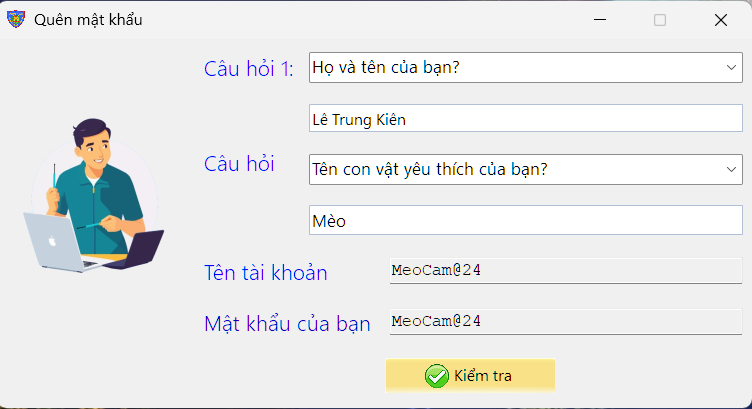 Quên mật khẩu
Câu hỏi 1: Họ và tên của bạn?
Lê Trung Kiên
Câu hỏi Tên con vật yêu thích của bạn?
Mèo
Tên tài khoản MeoCam@24
Mật khẩu của bạn MeoCam@24
Kiểm tra